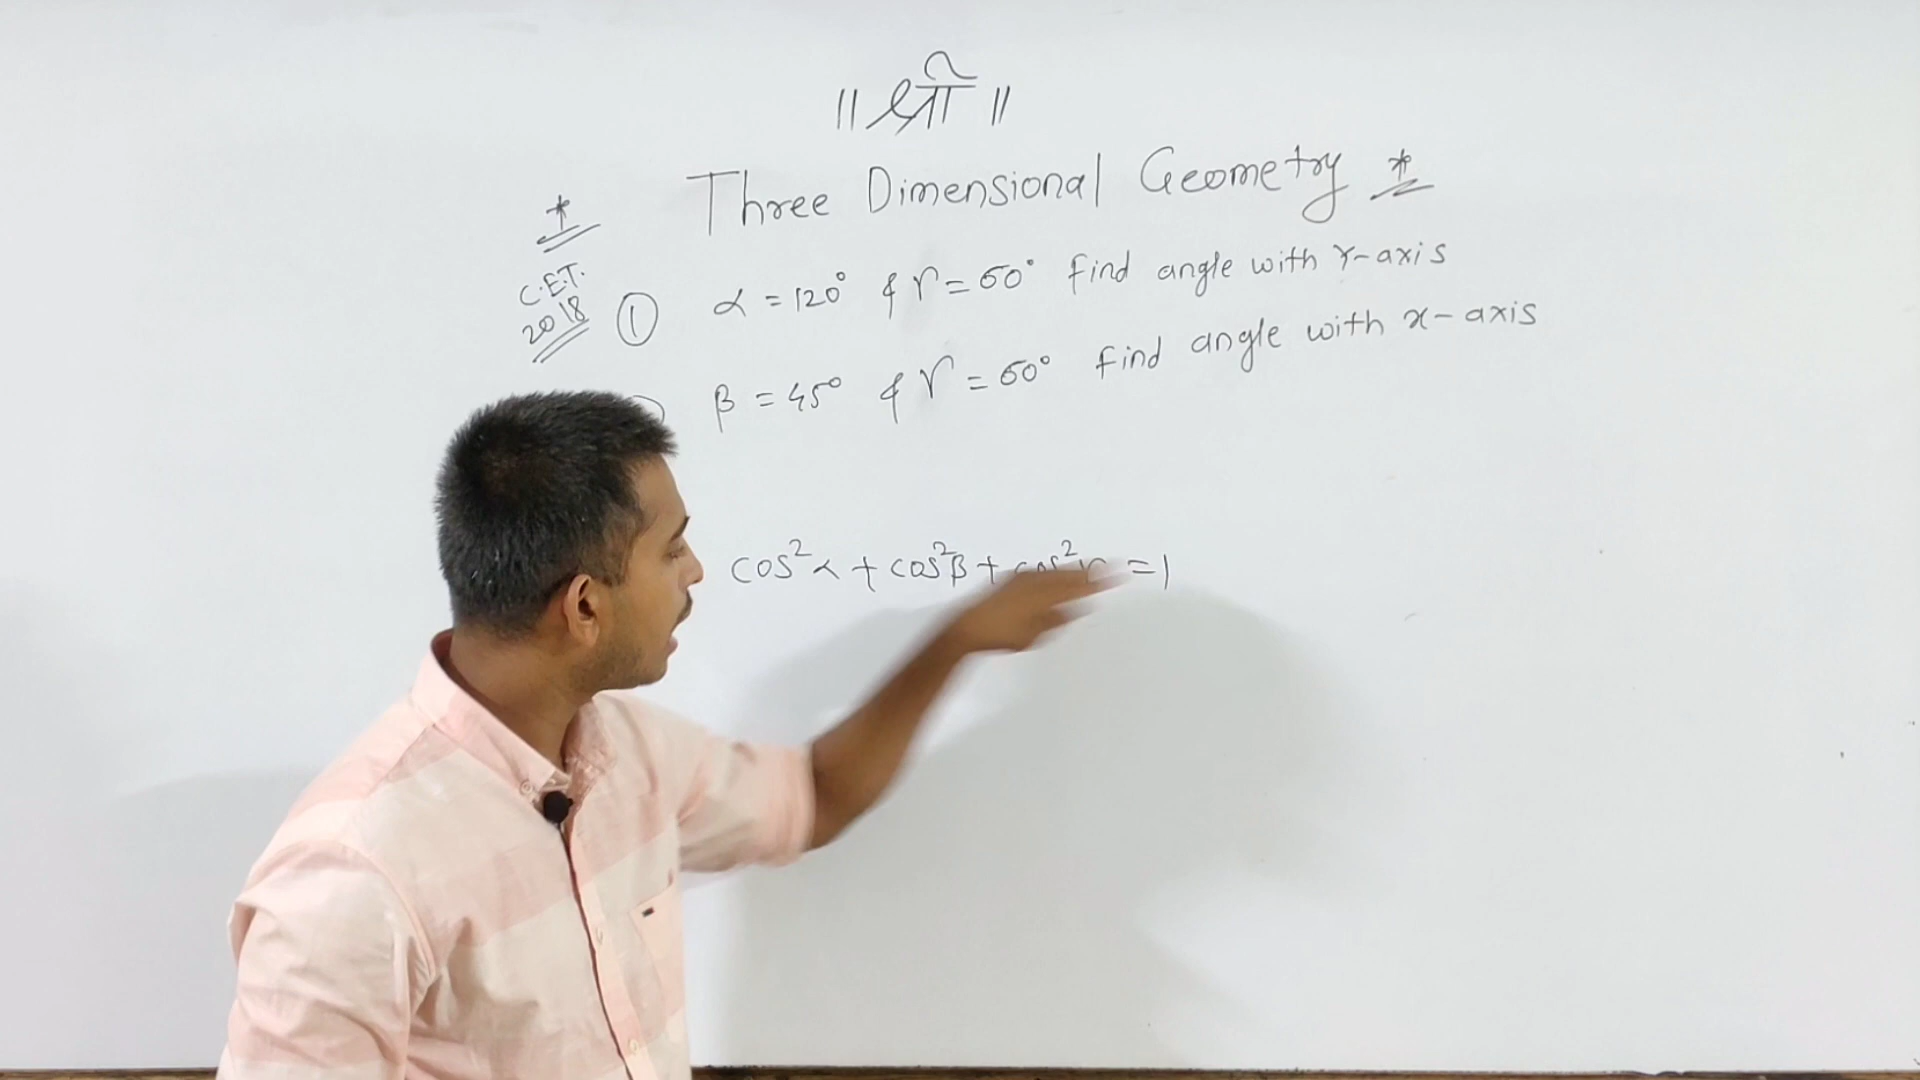 ॥ श्री ॥
* Three Dimensional Geometry *
C.E.T. 2018
① α = 120° & γ = 60° find angle with Y-axis
β = 45° & γ = 60° find angle with x-axis
cos²α + cos²β + cos²γ = 1